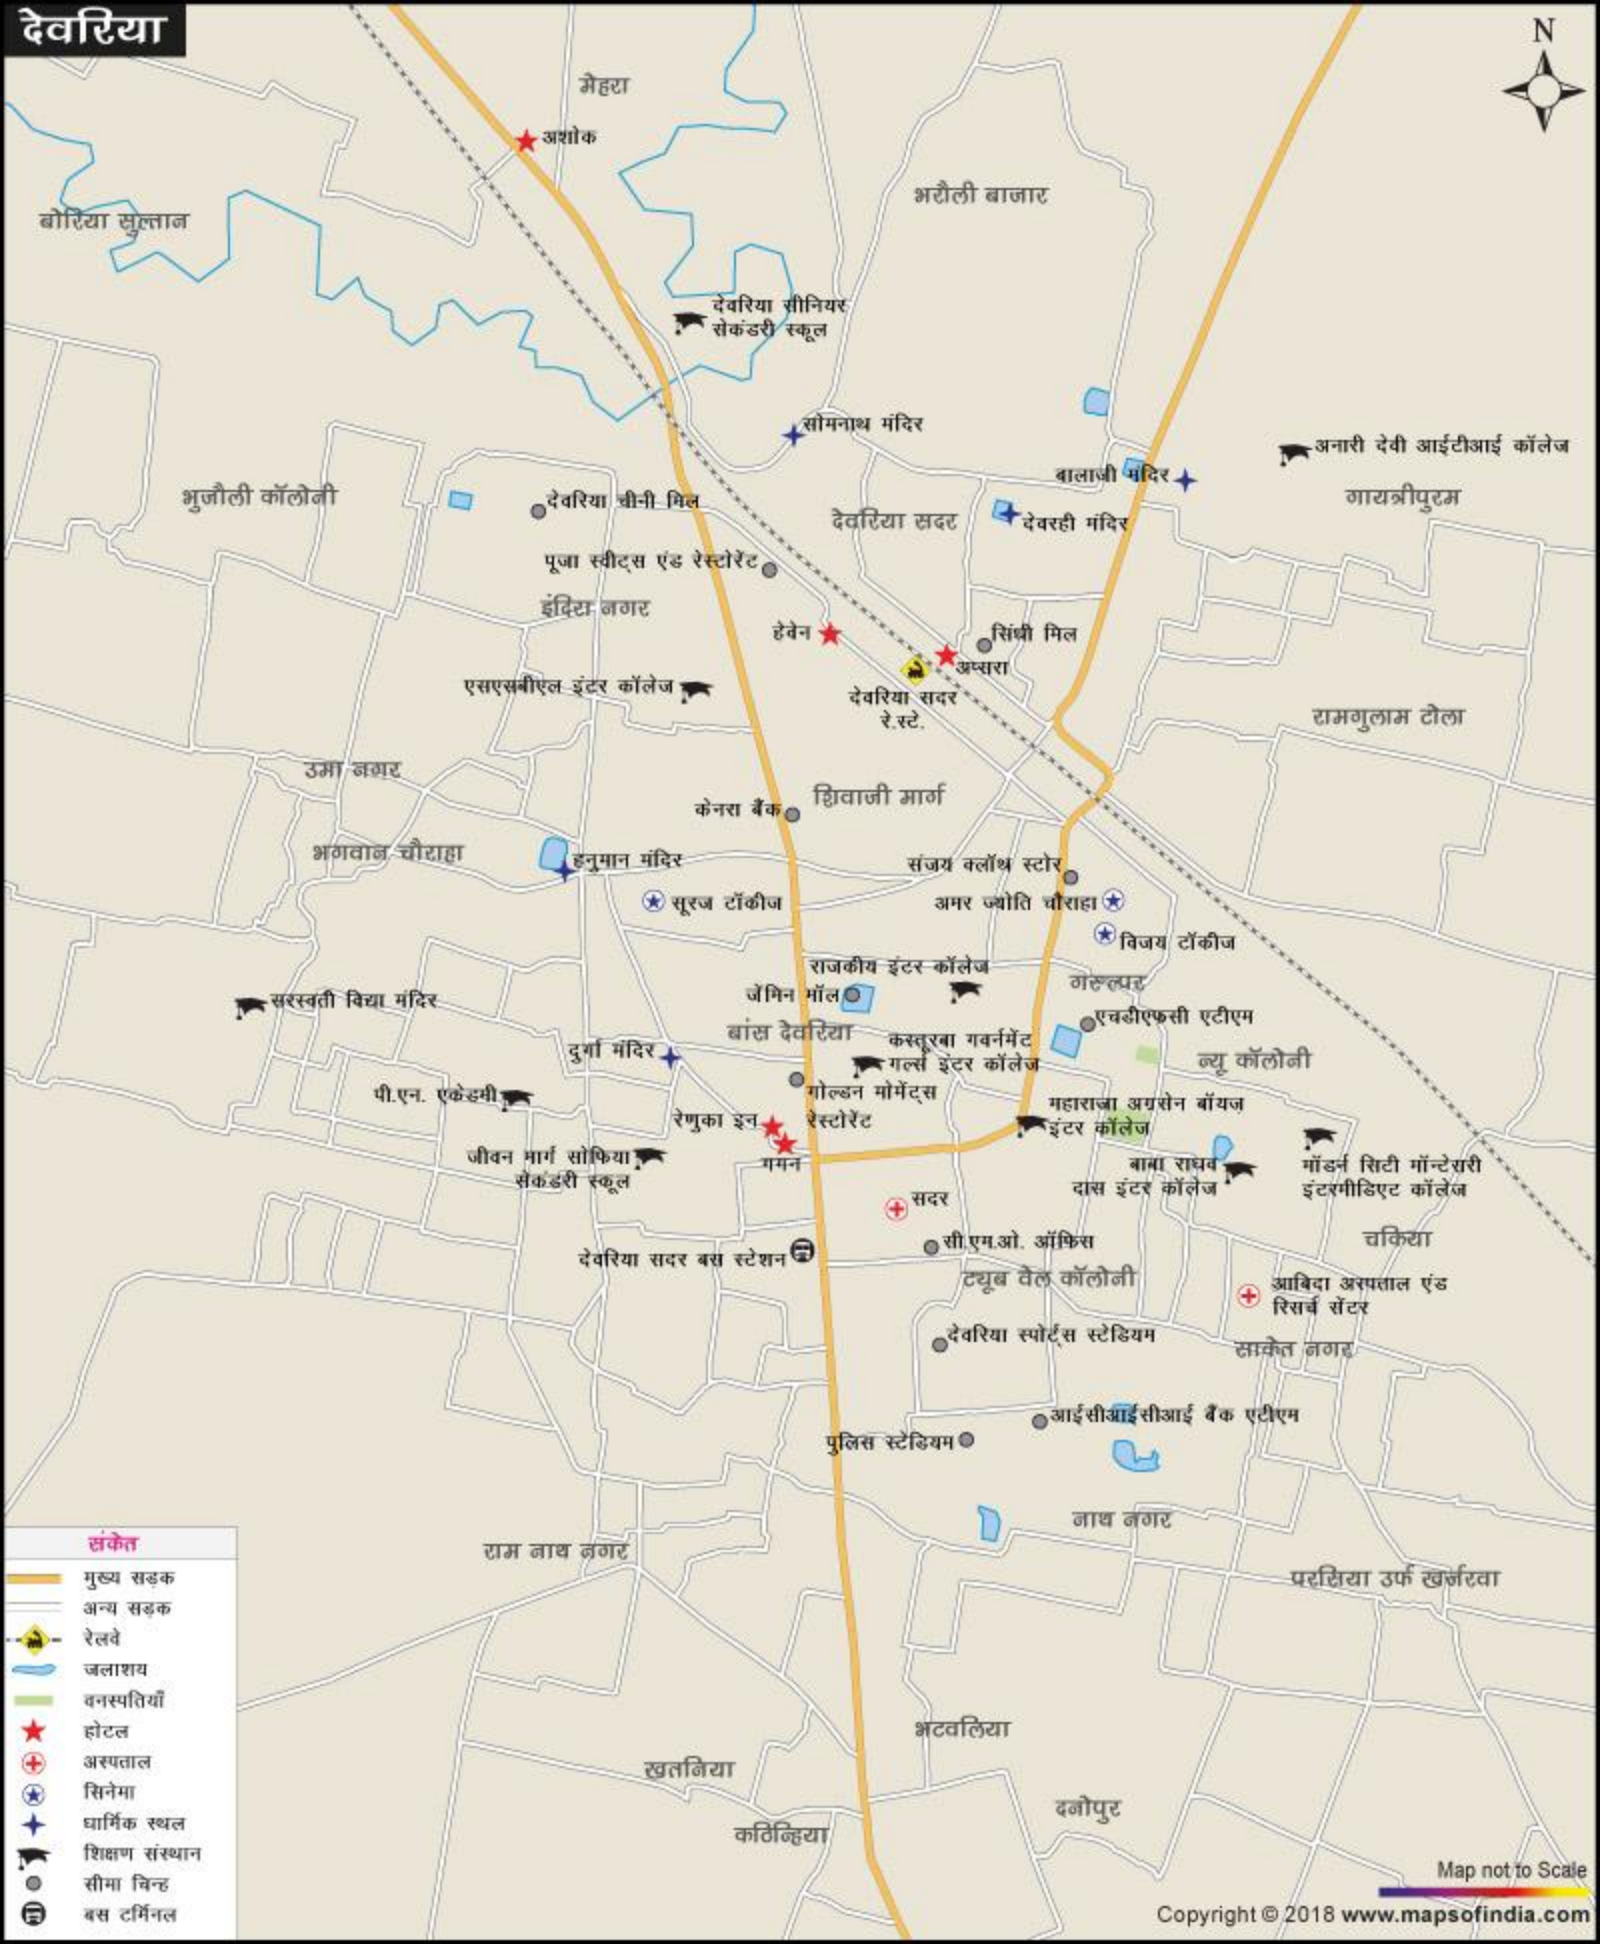 देवरिया
N
मेहरा
अशोक
भरौली बाजार
बोरिया सुल्तान
देवरिया सीनियर
सेकंडरी स्कूल
सोमनाथ मंदिर
अनारी देवी आईटीआई कॉलेज
बालाजी मंदिर
भुजौली कॉलोनी
देवरिया चीनी मिल
गायत्रीपुरम
देवरिया सदर
देवरही मंदिर
पूजा स्वीट्स एंड रेस्टोरेंट
इंदिरा नगर
हेवेन
सिंधी मिल
अप्सरा
एसएसबीएल इंटर कॉलेज
देवरिया सदर
रे.स्टे.
रामगुलाम टोला
उमा नगर
शिवाजी मार्ग
केनरा बैंक
भगवान चौराहा
हनुमान मंदिर
संजय क्लॉथ स्टोर
सूरज टॉकीज
अमर ज्योति चौराहा
विजय टॉकीज
राजकीय इंटर कॉलेज
गरूलपर
जेमिन मॉल
सरस्वती विद्या मंदिर
एचडीएफसी एटीएम
बांस देवरिया
कस्तूरबा गवर्नमेंट
गर्ल्स इंटर कॉलेज
दुर्गा मंदिर
न्यू कॉलोनी
पी.एन. एकेडमी
गोल्डन मोमेंट्स
रेस्टोरेंट
महाराजा अग्रसेन बॉयज
इंटर कॉलेज
रेणुका इन
जीवन मार्ग सोफिया
सेकंडरी स्कूल
गमन
बाबा राघव
दास इंटर कॉलेज
मॉडर्न सिटी मॉन्टेसरी
इंटरमीडिएट कॉलेज
सदर
सी.एम.ओ. ऑफिस
चकिया
देवरिया सदर बस स्टेशन
ट्यूब वेल कॉलोनी
आबिदा अस्पताल एंड
रिसर्च सेंटर
देवरिया स्पोर्ट्स स्टेडियम
साकेत नगर
आईसीआईसीआई बैंक एटीएम
पुलिस स्टेडियम
नाथ नगर
राम नाथ नगर
परसिया उर्फ खर्जरवा
भटवलिया
खतनिया
दनोपुर
कठिन्हिया
संकेत
मुख्य सड़क
अन्य सड़क
रेलवे
जलाशय
वनस्पतियाँ
होटल
अस्पताल
सिनेमा
धार्मिक स्थल
शिक्षण संस्थान
सीमा चिन्ह
बस टर्मिनल
Map not to Scale
Copyright © 2018 www.mapsofindia.com